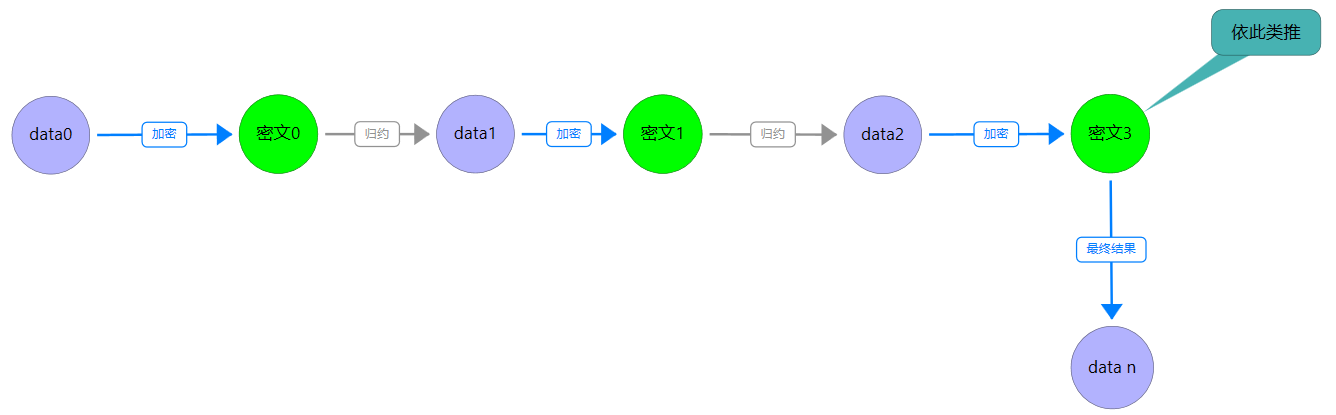 依此类推
data0
加密
密文0
归约
data1
加密
密文1
归约
data2
加密
密文3
最终结果
data n